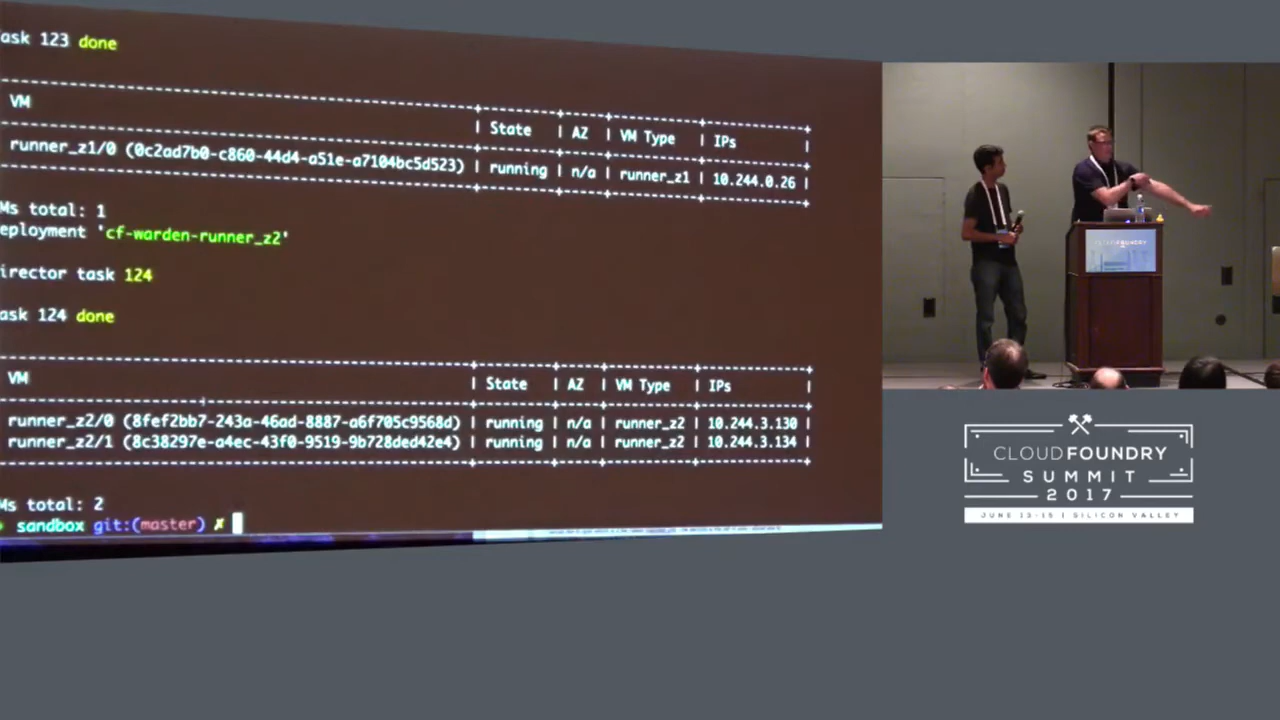 ask 123 done
VM | State | AZ | VM Type | IPs |
runner_z1/0 (0c2ad7b0-c860-44d4-a51e-a7104bc5d523) | running | n/a | runner_z1 | 10.244.0.26 |
Ms total: 1
eployment 'cf-warden-runner_z2'
irector task 124
ask 124 done
VM | State | AZ | VM Type | IPs |
runner_z2/0 (8fef2bb7-243a-46ad-8887-a6f705c9568d) | running | n/a | runner_z2 | 10.244.3.130 |
runner_z2/1 (8c38297e-a4ec-43f0-9519-9b728ded42e4) | running | n/a | runner_z2 | 10.244.3.134 |
Ms total: 2
sandbox git:(master) ✗
CLOUD FOUNDRY
CLOUDFOUNDRY
SUMMIT
2017
JUNE 13-15 | SILICON VALLEY